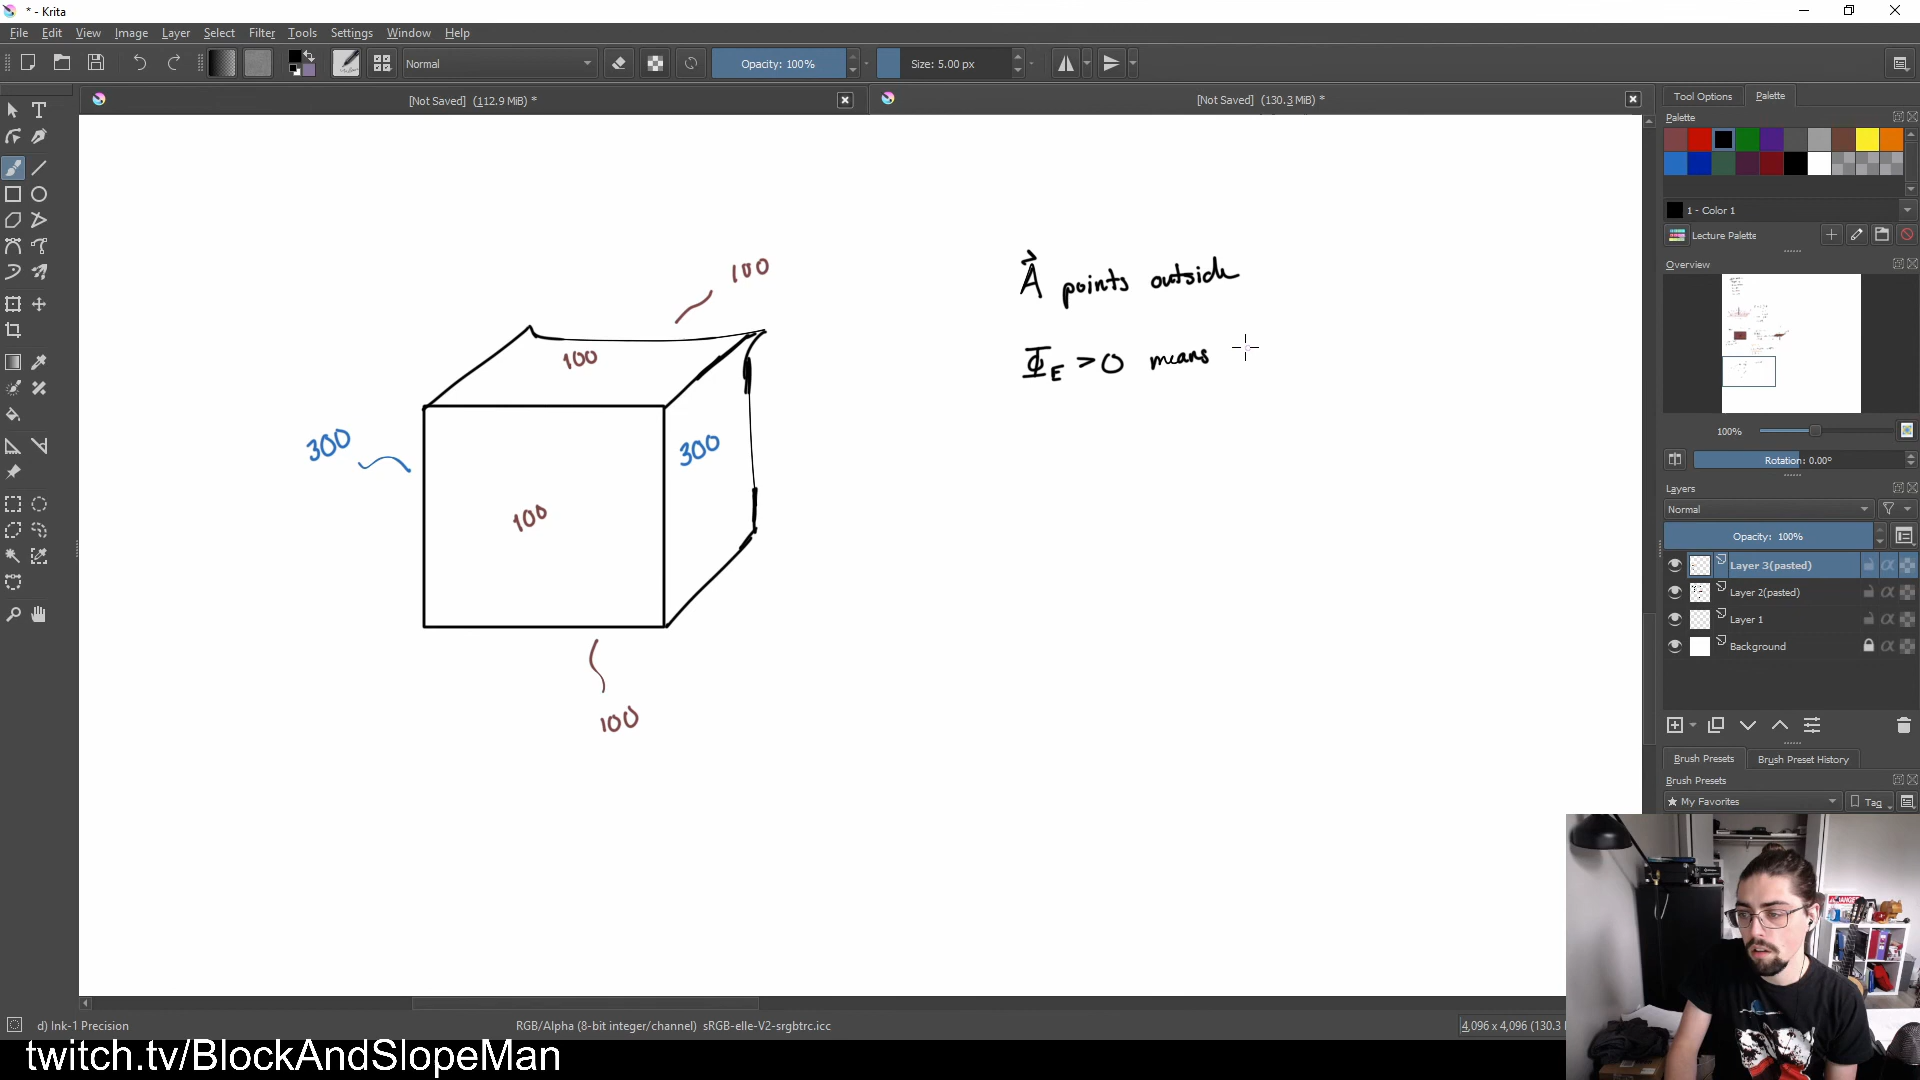 * - Krita
File Edit View Image Layer Select Filter Tools Settings Window Help
Normal Opacity: 100% Size: 5.00 px
[Not Saved] (112.9 MiB) * [Not Saved] (130.3 MiB) *
Tool Options Palette
Palette
1 - Color 1
Lecture Palette
Overview
100%
Rotation: 0.00°
Layers
Normal
Opacity: 100%
Layer 3(pasted)
Layer 2(pasted)
Layer 1
Background
Brush Presets Brush Preset History
Brush Presets
My Favorites Tag
100
100
300
300
100
100
A⃗ points outside
Φ_E > 0 means
d) Ink-1 Precision RGB/Alpha (8-bit integer/channel) sRGB-elle-V2-srgbtrc.icc 4,096 x 4,096 (130.3
twitch.tv/BlockAndSlopeMan